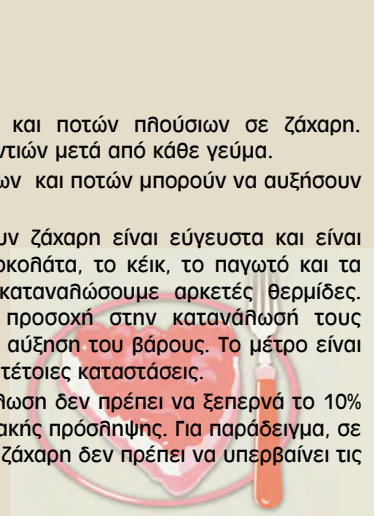 και ποτών πλούσιων σε ζάχαρη.
ντιών μετά από κάθε γεύμα.
ων και ποτών μπορούν να αυξήσουν
υν ζάχαρη είναι εύγευστα και είναι
οκολάτα, το κέικ, το παγωτό και τα
καταναλώσουμε αρκετές θερμίδες.
προσοχή στην κατανάλωσή τους
αύξηση του βάρους. Το μέτρο είναι
τέτοιες καταστάσεις.
λωση δεν πρέπει να ξεπερνά το 10%
ακής πρόσληψης. Για παράδειγμα, σε
ζάχαρη δεν πρέπει να υπερβαίνει τις